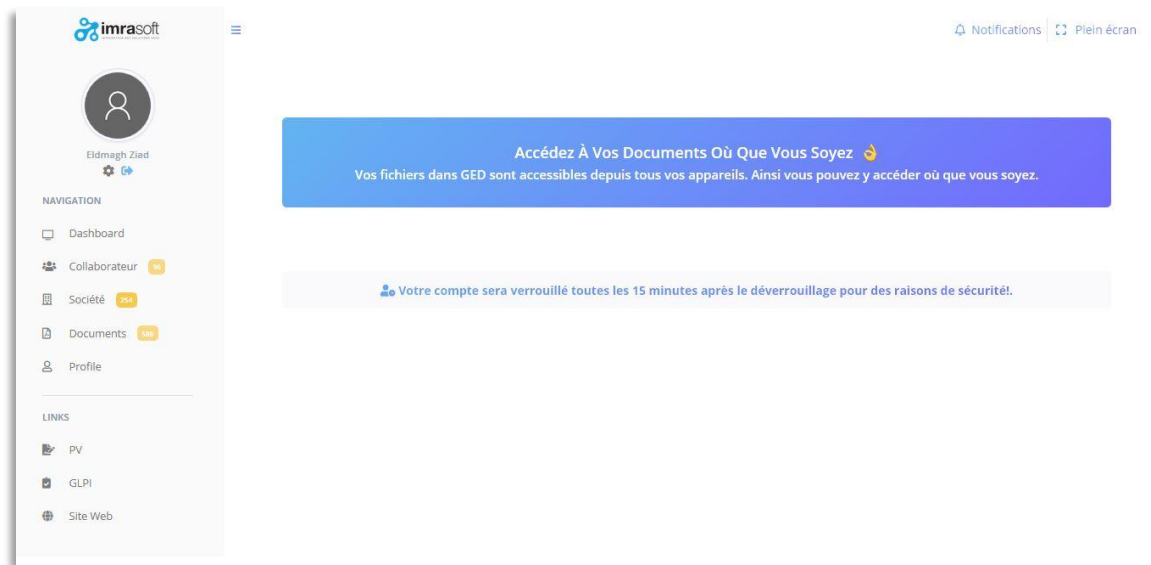 imrasoft
Notifications
Plein écran
Eldmagh Ziad
NAVIGATION
Dashboard
Collaborateur
Société 254
Documents
Profile
LINKS
PV
GLPI
Site Web
Accédez À Vos Documents Où Que Vous Soyez 👌
Vos fichiers dans GED sont accessibles depuis tous vos appareils. Ainsi vous pouvez y accéder où que vous soyez.
Votre compte sera verrouillé toutes les 15 minutes après le déverrouillage pour des raisons de sécurité!.